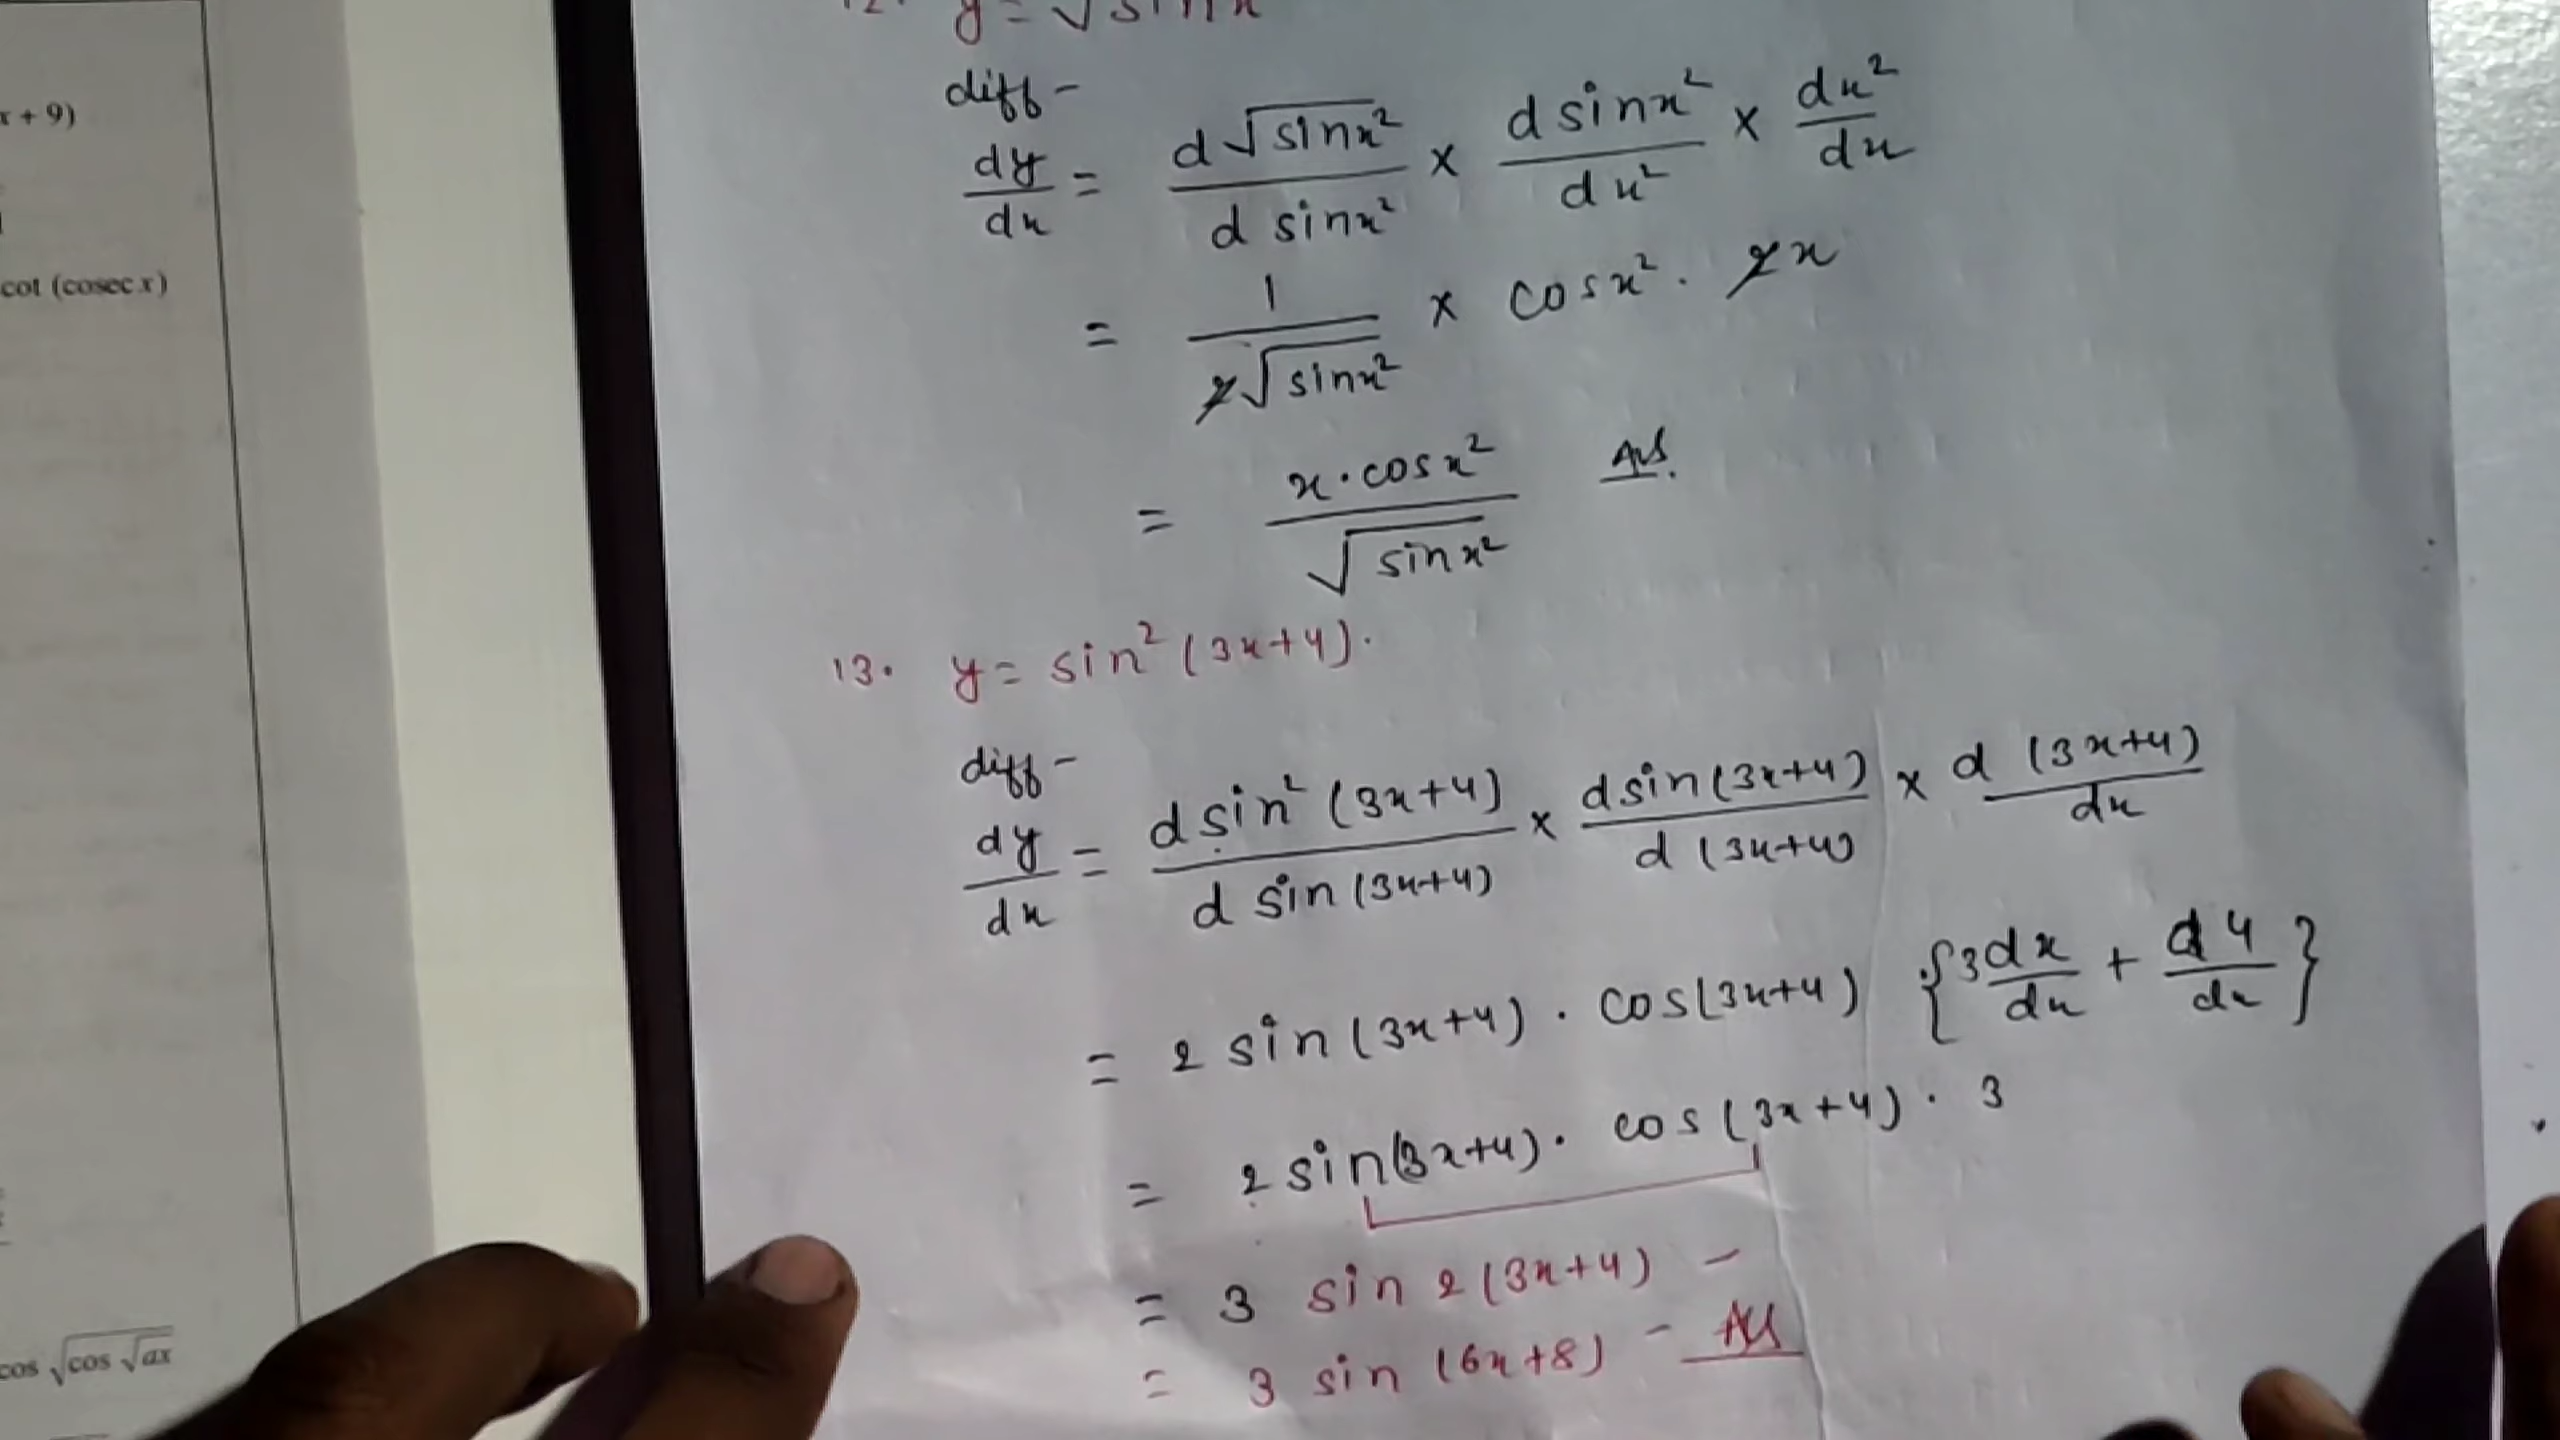 x + 9)
cot (cosec x)
cos √cos √ax
y = √sinx
diff -
dy/dx = d√sinx²/d sinx² × d sinx²/dx² × dx²/dx
= 1/2√sinx² × cosx² . 2x
= x·cosx²/√sinx² Ans.
13. y = sin² (3x+4).
diff -
dy/dx = d sin² (3x+4)/d sin (3x+4) × d sin(3x+4)/d (3x+4) × d (3x+4)/dx
= 2 sin (3x+4) . cos(3x+4) {3dx/dx + d4/dx}
= 2 sin(3x+4) . cos(3x+4) . 3
= 3 sin 2 (3x+4) -
= 3 sin (6x+8) - Ans